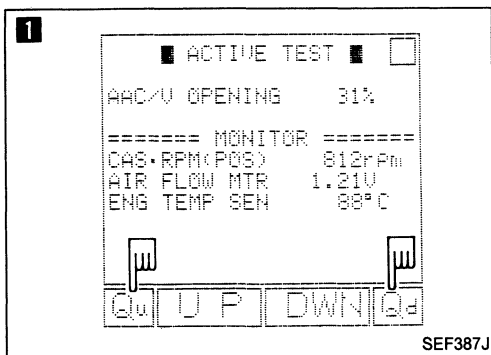 1
■ ACTIVE TEST ■
AAC/V OPENING 31%
======= MONITOR =======
CAS•RPM(POS) 812rpm
AIR FLOW MTR 1.21V
ENG TEMP SEN 88°C
Qu UP DWN Qd
SEF387J